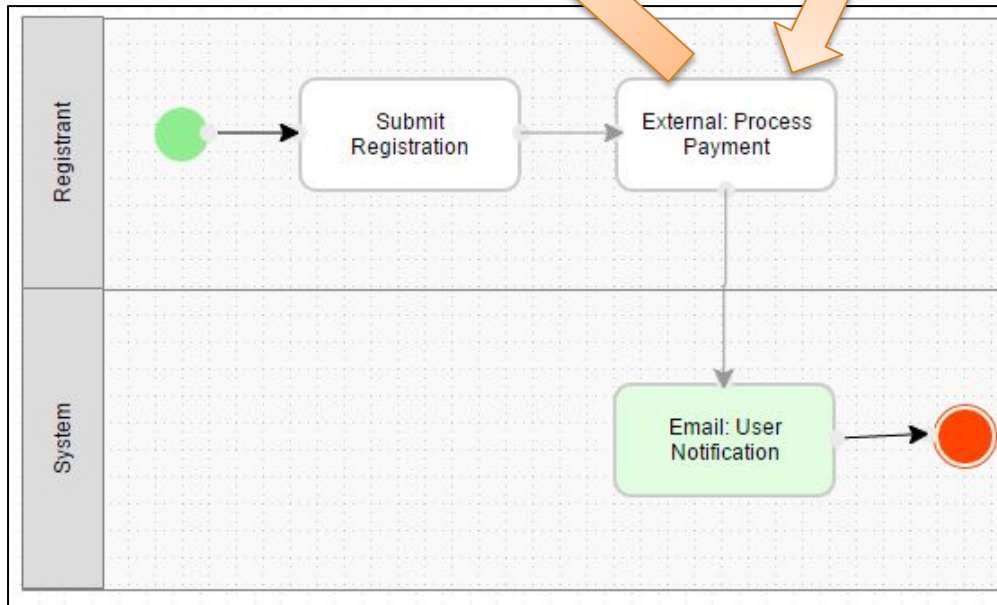 Registrant
Submit
Registration
External: Process
Payment
System
Email: User
Notification